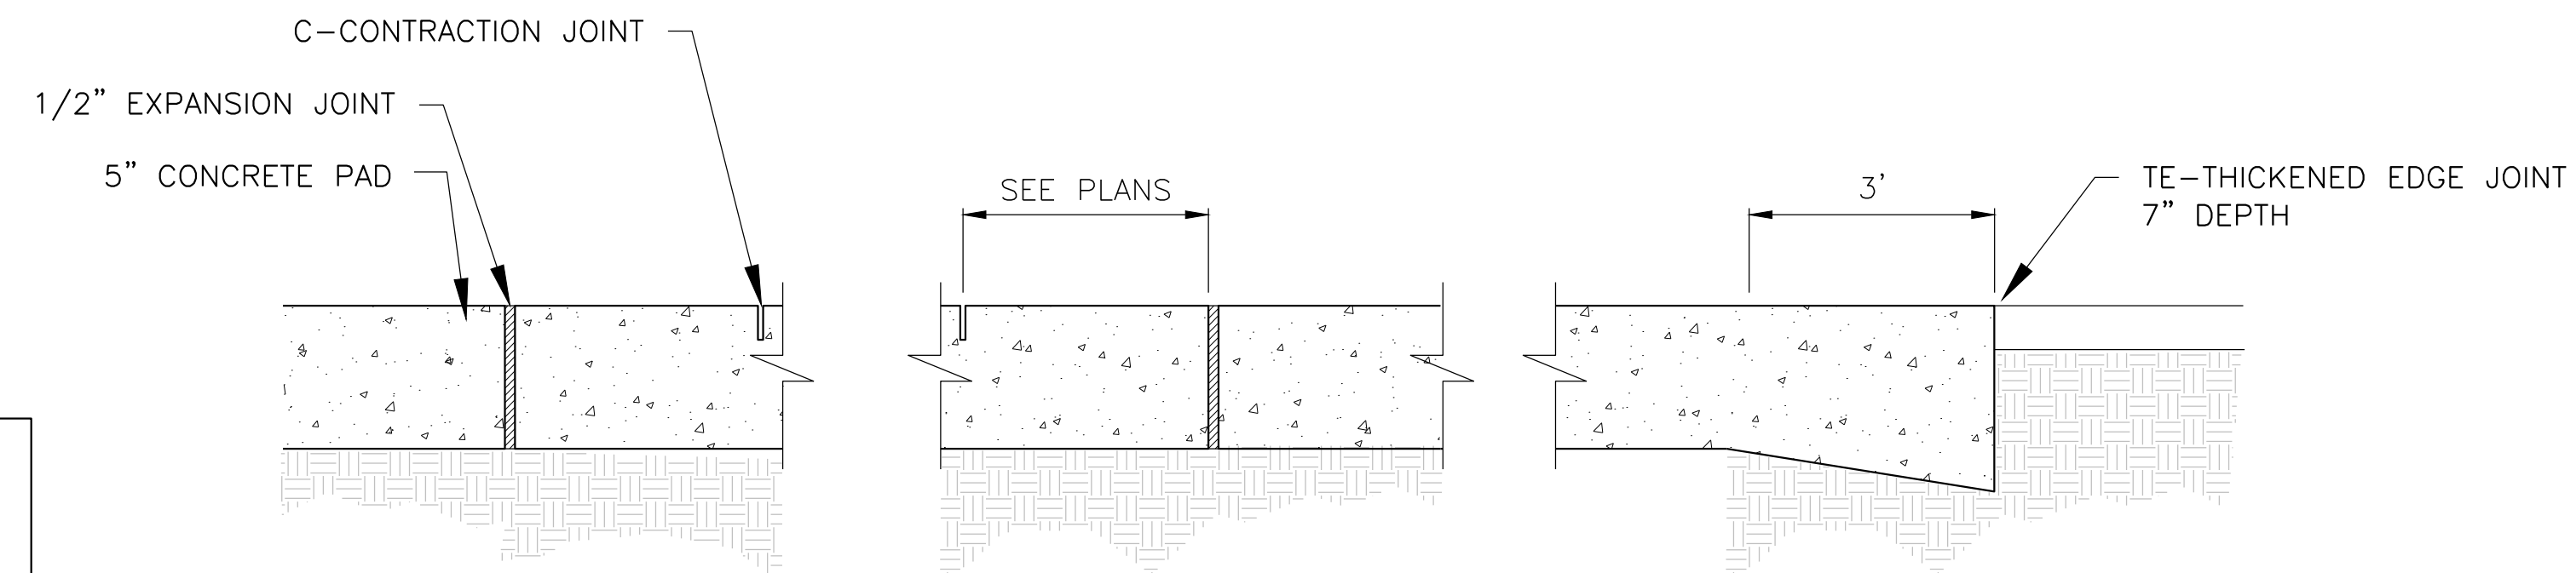 C-CONTRACTION JOINT
1/2" EXPANSION JOINT
5" CONCRETE PAD
SEE PLANS
3'
TE-THICKENED EDGE JOINT
7" DEPTH